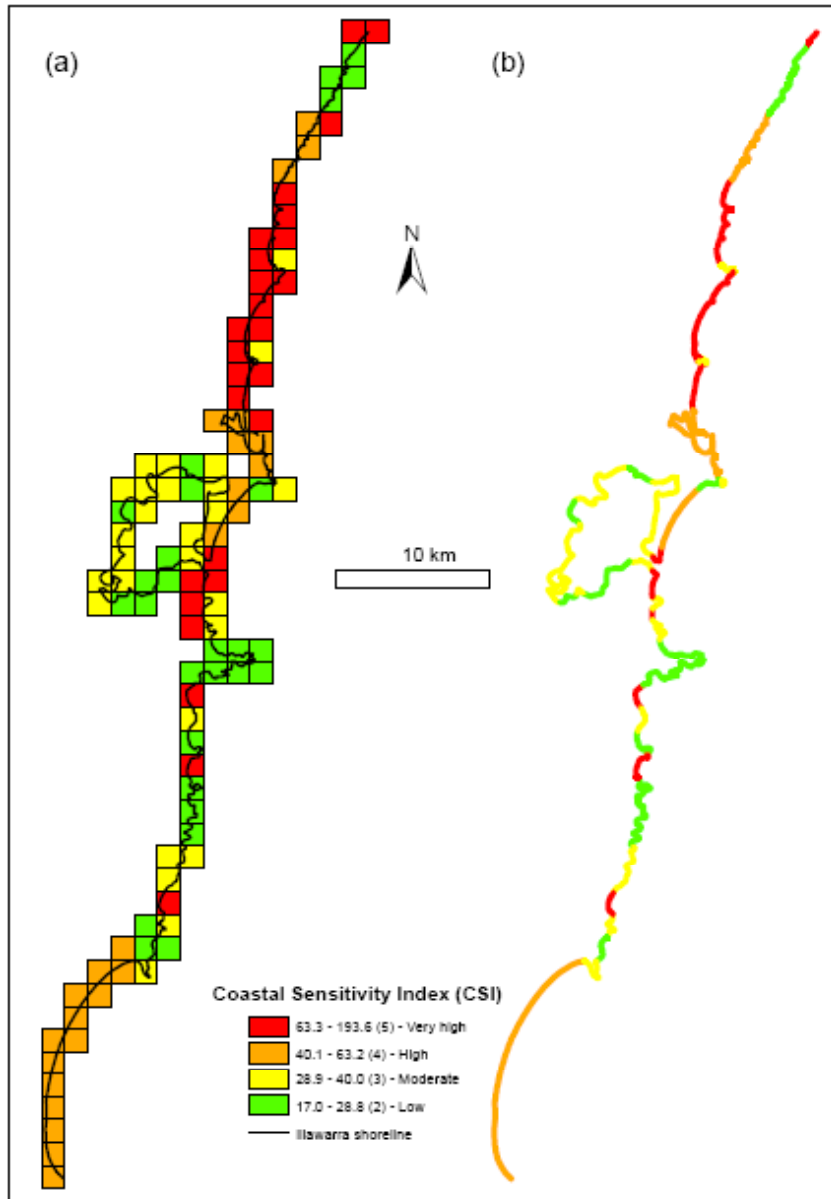 (a)
(b)
N
10 km
Coastal Sensitivity Index (CSI)
63.3 - 193.6 (5) - Very high
40.1 - 63.2 (4) - High
28.9 - 40.0 (3) - Moderate
17.0 - 28.8 (2) - Low
Illawarra shoreline